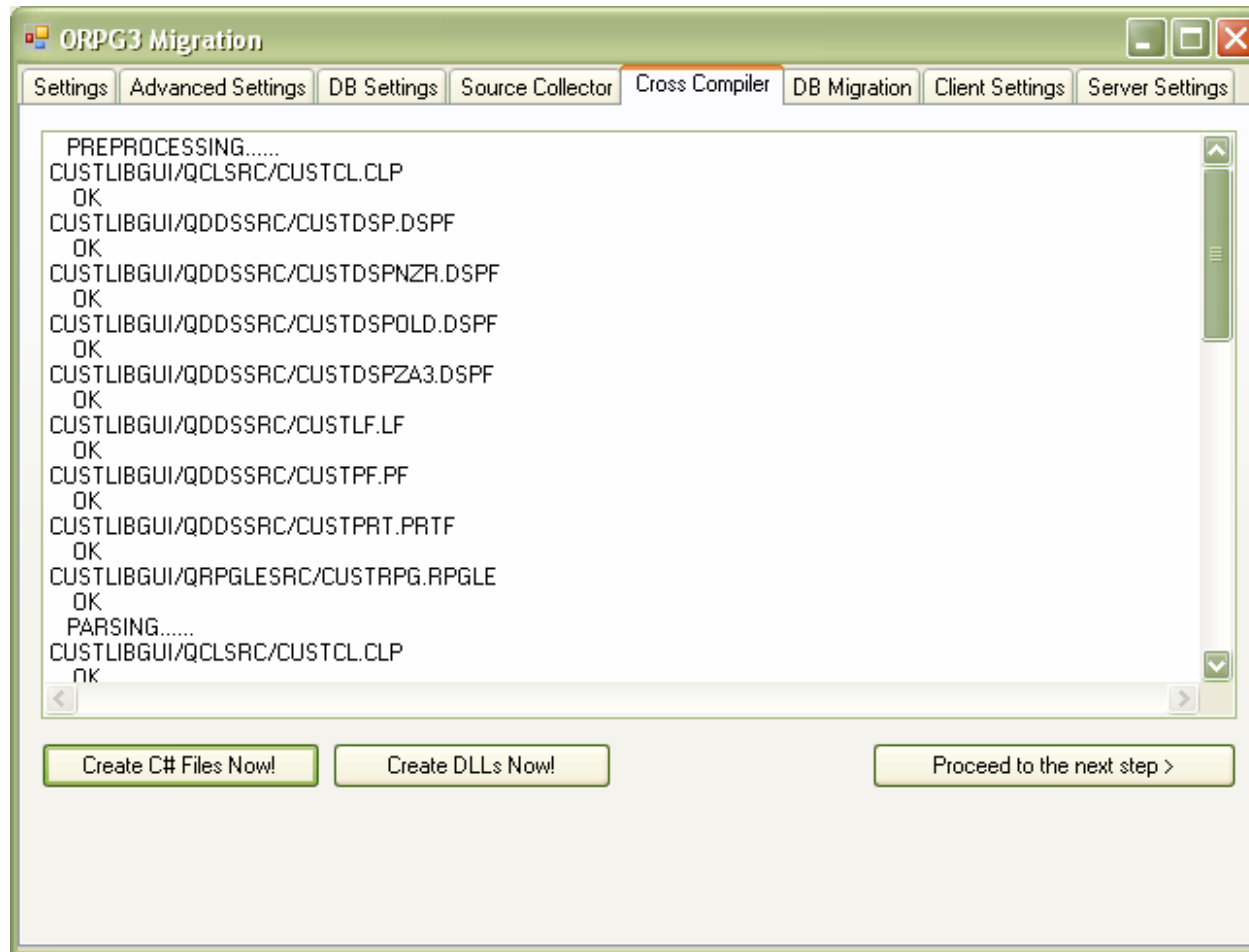 ORPG3 Migration
Settings Advanced Settings DB Settings Source Collector Cross Compiler DB Migration Client Settings Server Settings
PREPROCESSING......
CUSTLIBGUI/QCLSRC/CUSTCL.CLP
OK
CUSTLIBGUI/QDDSSRC/CUSTDSP.DSPF
OK
CUSTLIBGUI/QDDSSRC/CUSTDSPNZR.DSPF
OK
CUSTLIBGUI/QDDSSRC/CUSTDSPOLD.DSPF
OK
CUSTLIBGUI/QDDSSRC/CUSTDSPZA3.DSPF
OK
CUSTLIBGUI/QDDSSRC/CUSTLF.LF
OK
CUSTLIBGUI/QDDSSRC/CUSTPF.PF
OK
CUSTLIBGUI/QDDSSRC/CUSTPRT.PRTF
OK
CUSTLIBGUI/QRPGLESRC/CUSTRPG.RPGLE
OK
PARSING......
CUSTLIBGUI/QCLSRC/CUSTCL.CLP
OK
Create C# Files Now! Create DLLs Now! Proceed to the next step >